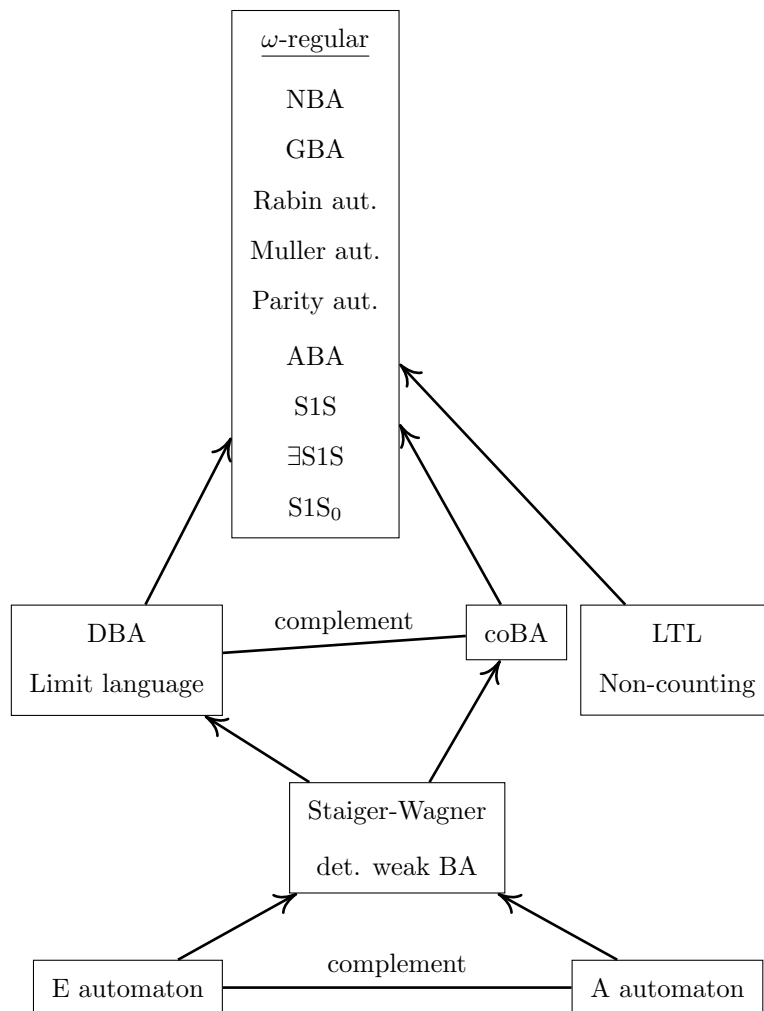 ω-regular
NBA
GBA
Rabin aut.
Muller aut.
Parity aut.
ABA
S1S
∃S1S
S1S₀
DBA
Limit language
complement
coBA
LTL
Non-counting
Staiger-Wagner
det. weak BA
E automaton
complement
A automaton